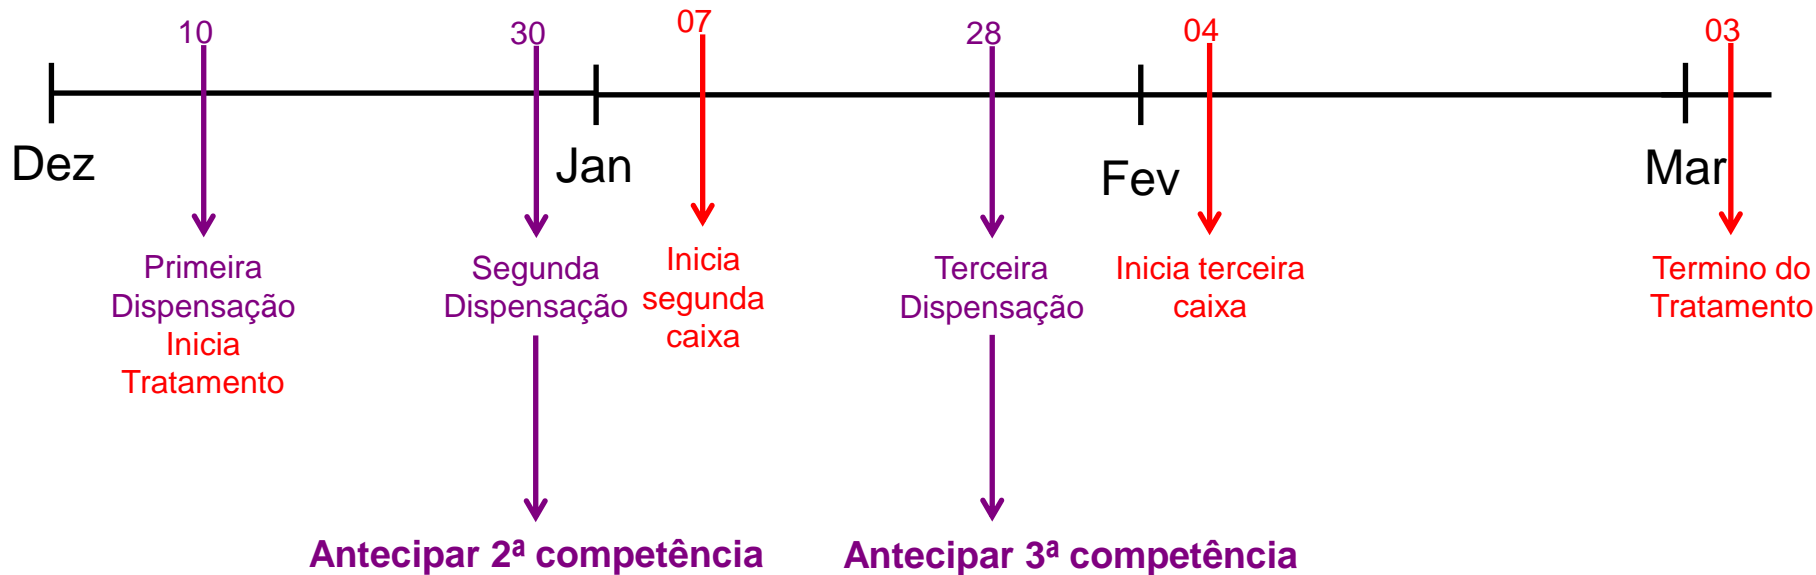 10
30
07
28
04
03
Dez
Jan
Fev
Mar
Primeira
Dispensação
Inicia
Tratamento
Segunda
Dispensação
Inicia
segunda
caixa
Terceira
Dispensação
Inicia terceira
caixa
Termino do
Tratamento
Antecipar 2ª competência
Antecipar 3ª competência